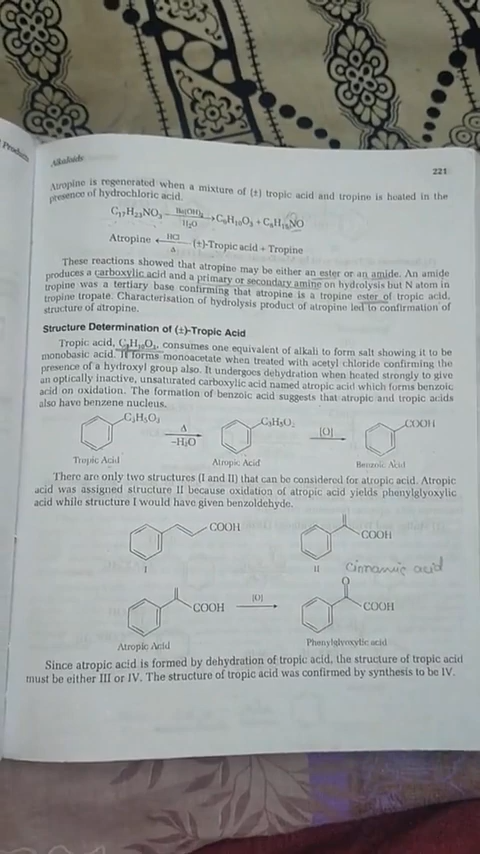 Products
Alkaloids
221
Atropine is regenerated when a mixture of (±) tropic acid and tropine is heated in the
presence of hydrochloric acid.
C₁₇H₂₃NO₃ Ba(OH)₂ H₂O → C₉H₁₀O₃ + C₈H₁₅NO
Atropine ← HCl Δ (±)-Tropic acid + Tropine
These reactions showed that atropine may be either an ester or an amide. An amide
produces a carboxylic acid and a primary or secondary amine on hydrolysis but N atom in
tropine was a tertiary base confirming that atropine is a tropine ester of tropic acid,
tropine tropate. Characterisation of hydrolysis product of atropine led to confirmation of
structure of atropine.
Structure Determination of (±)-Tropic Acid
Tropic acid, C₉H₁₀O₃, consumes one equivalent of alkali to form salt showing it to be
monobasic acid. It forms monoacetate when treated with acetyl chloride confirming the
presence of a hydroxyl group also. It undergoes dehydration when heated strongly to give
an optically inactive, unsaturated carboxylic acid named atropic acid which forms benzoic
acid on oxidation. The formation of benzoic acid suggests that atropic and tropic acids
also have benzene nucleus.
C₃H₅O₃ Δ –H₂O C₃H₃O₂ [O] COOH
Tropic Acid Atropic Acid Benzoic Acid
There are only two structures (I and II) that can be considered for atropic acid. Atropic
acid was assigned structure II because oxidation of atropic acid yields phenylglyoxylic
acid while structure I would have given benzoldehyde.
COOH COOH
I II Cinnamic acid
COOH [O] O COOH
Atropic Acid Phenylglyoxylic acid
Since atropic acid is formed by dehydration of tropic acid, the structure of tropic acid
must be either III or IV. The structure of tropic acid was confirmed by synthesis to be IV.